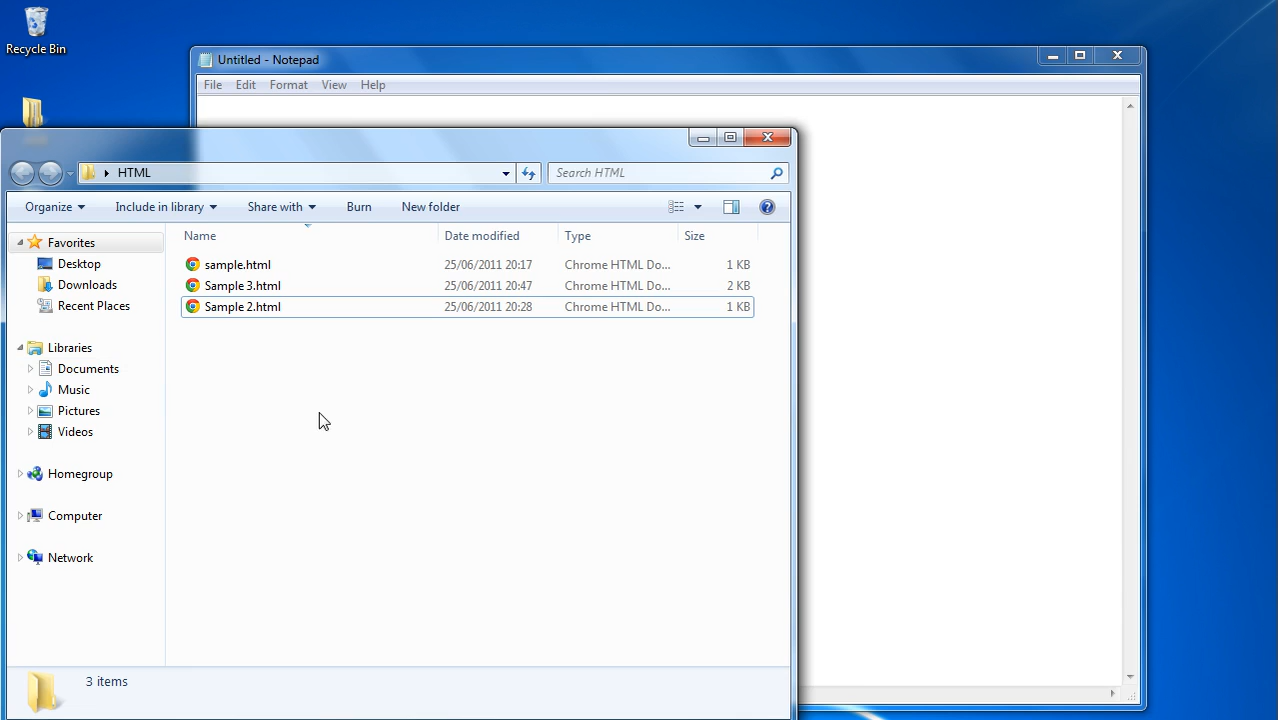 Recycle Bin
Untitled - Notepad
File Edit Format View Help
HTML
Search HTML
Organize Include in library Share with Burn New folder
Name Date modified Type Size
Favorites
Desktop
Downloads
Recent Places
Libraries
Documents
Music
Pictures
Videos
Homegroup
Computer
Network
sample.html 25/06/2011 20:17 Chrome HTML Do... 1 KB
Sample 3.html 25/06/2011 20:47 Chrome HTML Do... 2 KB
Sample 2.html 25/06/2011 20:28 Chrome HTML Do... 1 KB
3 items